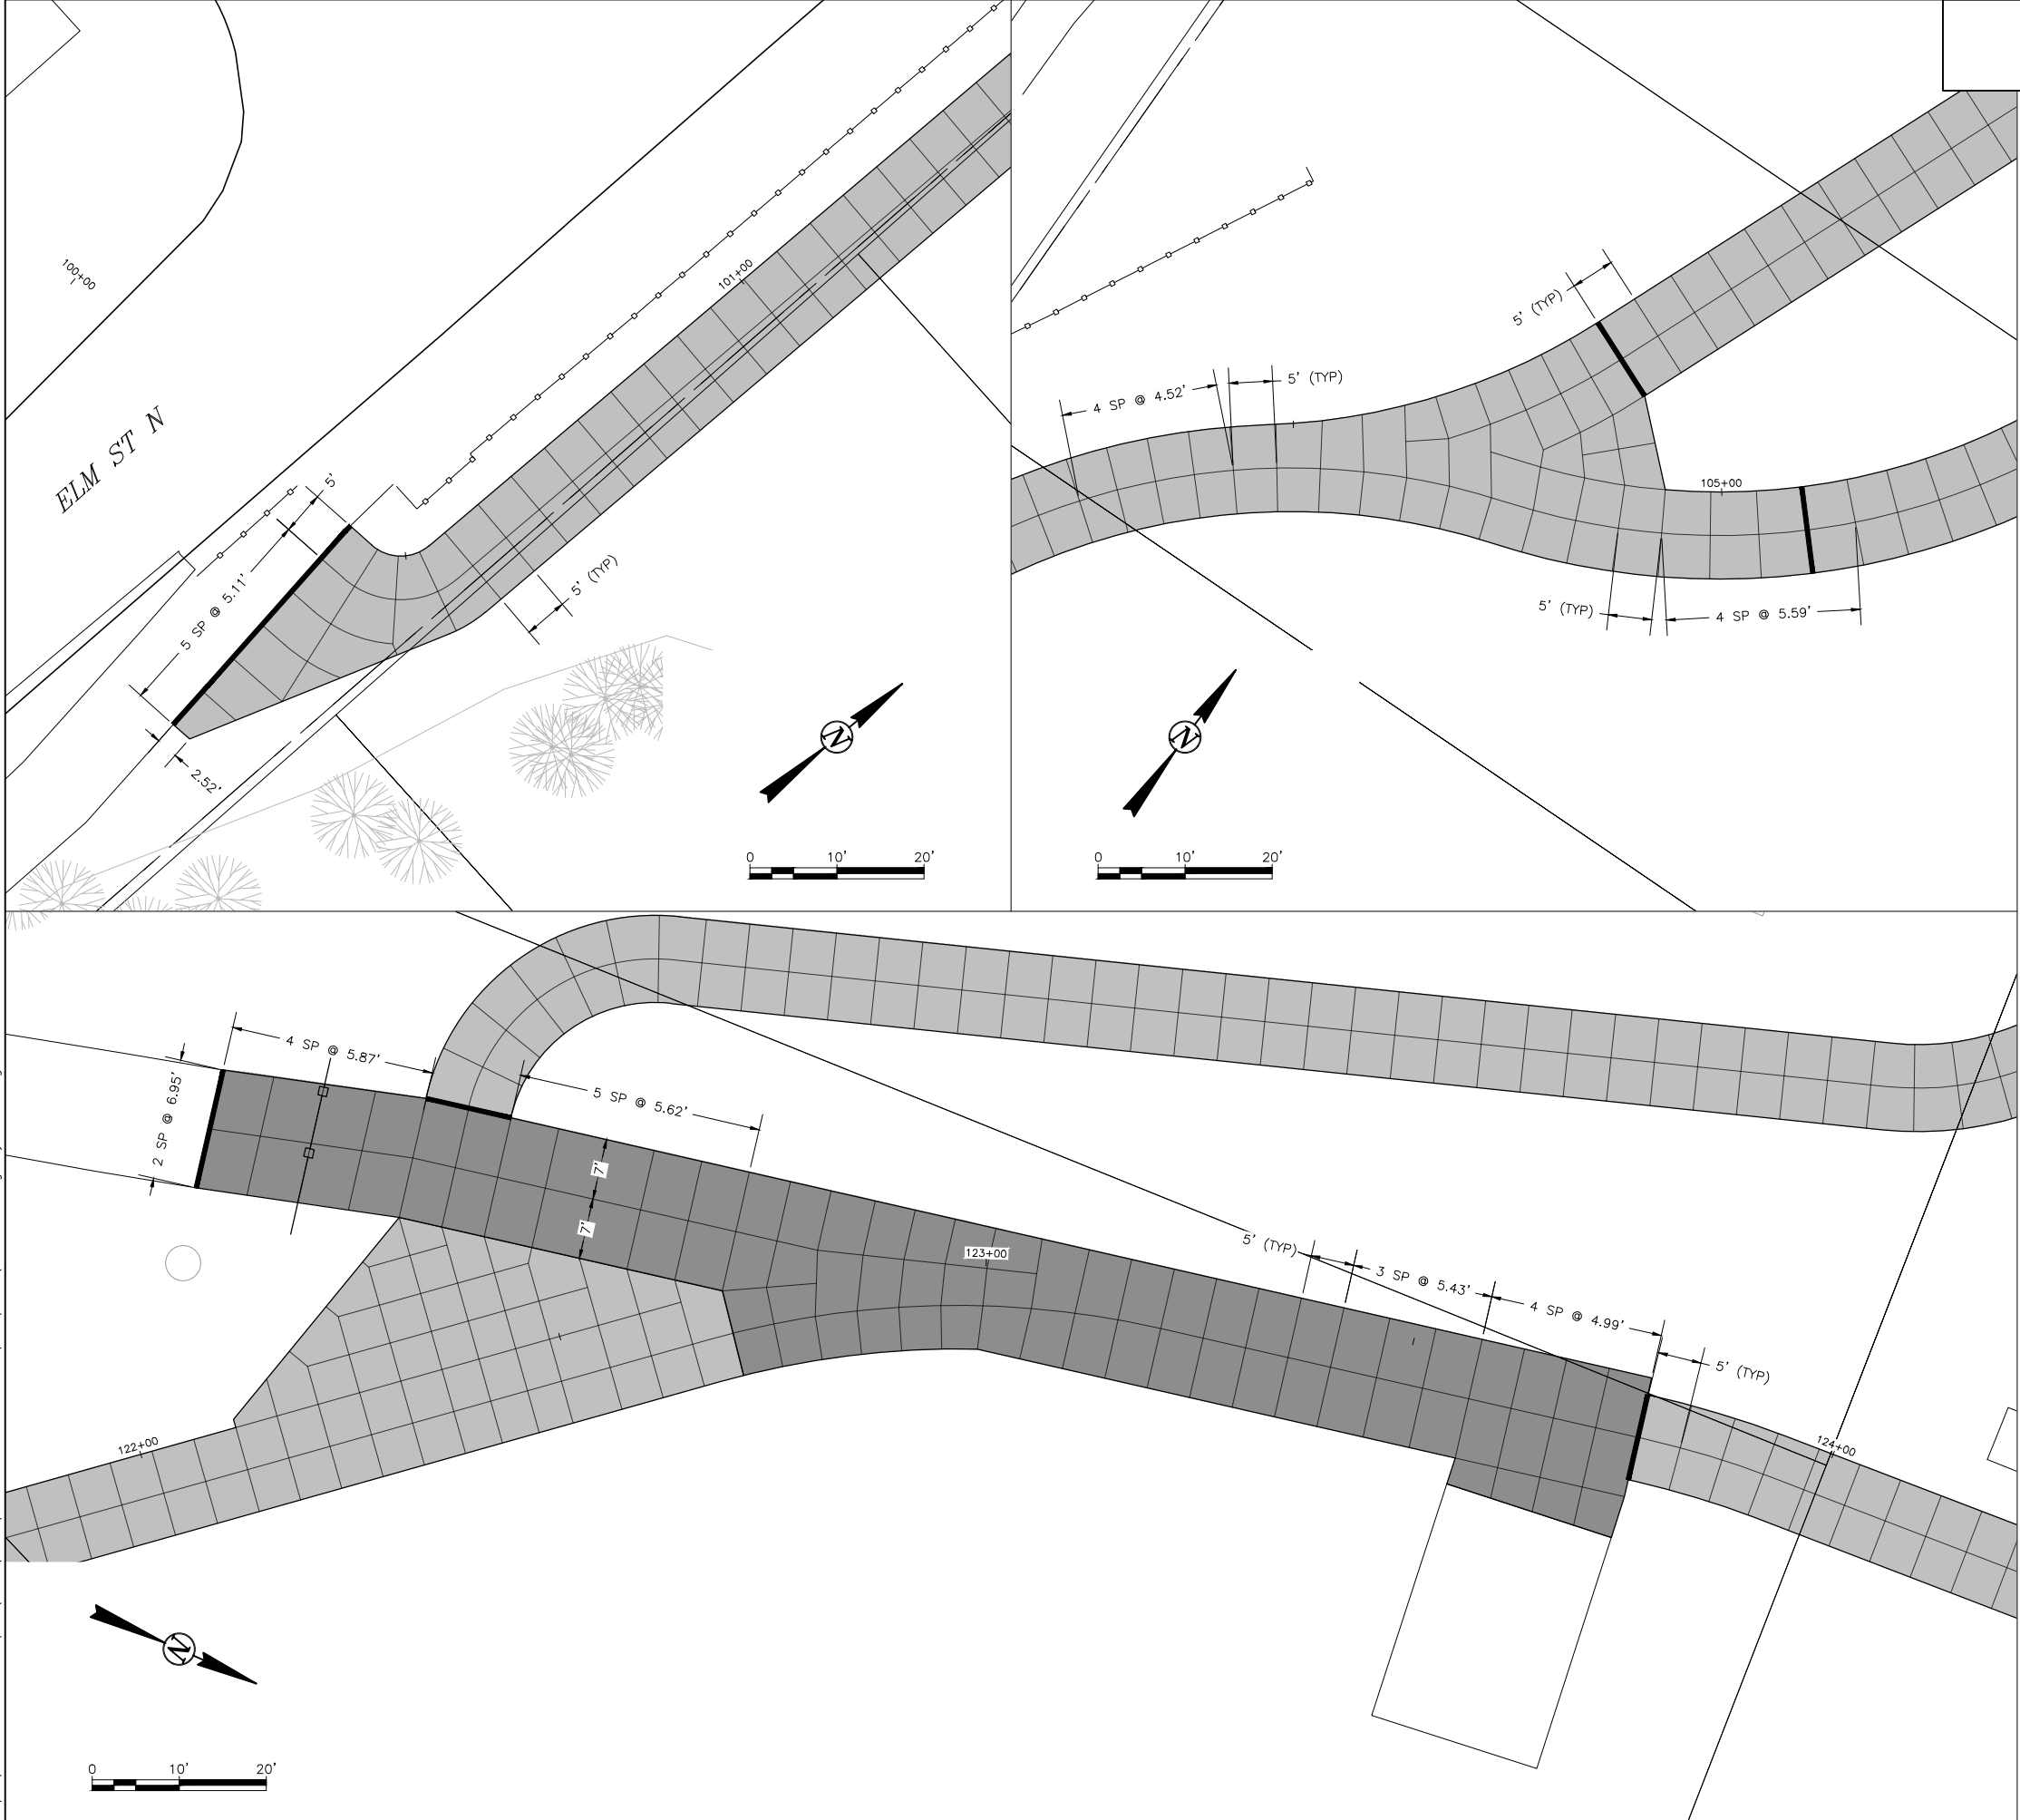 100+00
ELM ST N
101+00
5'
5 SP @ 5.11'
5' (TYP)
2.52'
N
0 10' 20'
4 SP @ 4.52'
5' (TYP)
5' (TYP)
105+00
5' (TYP)
4 SP @ 5.59'
N
0 10' 20'
4 SP @ 5.87'
2 SP @ 6.95'
5 SP @ 5.62'
7'
7'
123+00
5' (TYP)
3 SP @ 5.43'
4 SP @ 4.99'
5' (TYP)
122+00
124+00
N
0 10' 20'